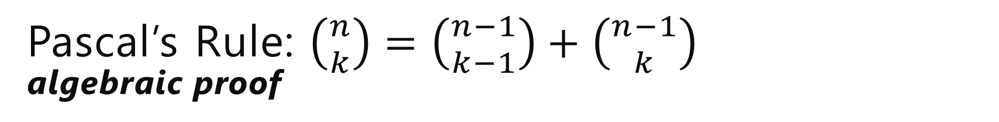 Pascal’s Rule: (n k) = (n−1 k−1) + (n−1 k)
algebraic proof